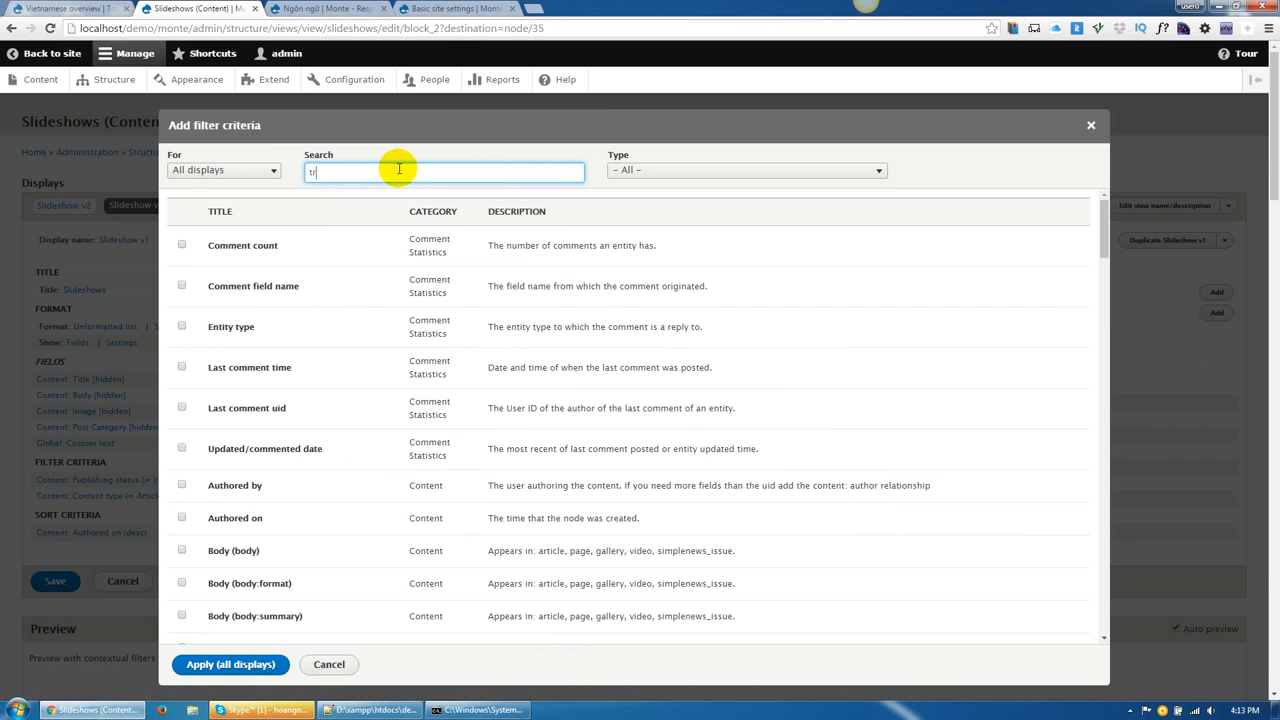 Vietnamese overview | Te
Slideshows (Content) | Mo
Ngôn ngữ | Monte - Resp
Basic site settings | Monte
user0
localhost/demo/monte/admin/structure/views/view/slideshows/edit/block_2?destination=node/35
Back to site
Manage
Shortcuts
admin
Tour
Content
Structure
Appearance
Extend
Configuration
People
Reports
Help
Slideshows (Conten
Home » Administration » Structu
Displays
Slideshow v2
Slideshow v
Edit view name/description
Display name: Slideshow v1
Duplicate Slideshow v1
TITLE
Title: Slideshows
FORMAT
Format: Unformatted list | S
Show: Fields | Settings
FIELDS
Content: Title [hidden]
Content: Body [hidden]
Content: Image [hidden]
Content: Post Category [hidden
Global: Custom text
FILTER CRITERIA
Content: Publishing status (= Y
Content: Content type (= Artic
SORT CRITERIA
Content: Authored on (desc)
Add
Add
Save
Cancel
Preview
Auto preview
Preview with contextual filters
Add filter criteria
For
Search
Type
All displays
tr
- All -
TITLE CATEGORY DESCRIPTION
Comment count Comment Statistics The number of comments an entity has.
Comment field name Comment Statistics The field name from which the comment originated.
Entity type Comment Statistics The entity type to which the comment is a reply to.
Last comment time Comment Statistics Date and time of when the last comment was posted.
Last comment uid Comment Statistics The User ID of the author of the last comment of an entity.
Updated/commented date Comment Statistics The most recent of last comment posted or entity updated time.
Authored by Content The user authoring the content. If you need more fields than the uid add the content: author relationship
Authored on Content The time that the node was created.
Body (body) Content Appears in: article, page, gallery, video, simplenews_issue.
Body (body:format) Content Appears in: article, page, gallery, video, simplenews_issue.
Body (body:summary) Content Appears in: article, page, gallery, video, simplenews_issue.
Apply (all displays)
Cancel
Slideshows (Content...
Skype™ [1] - hoangn...
D:\xampp\htdocs\de...
C:\Windows\System...
4:13 PM